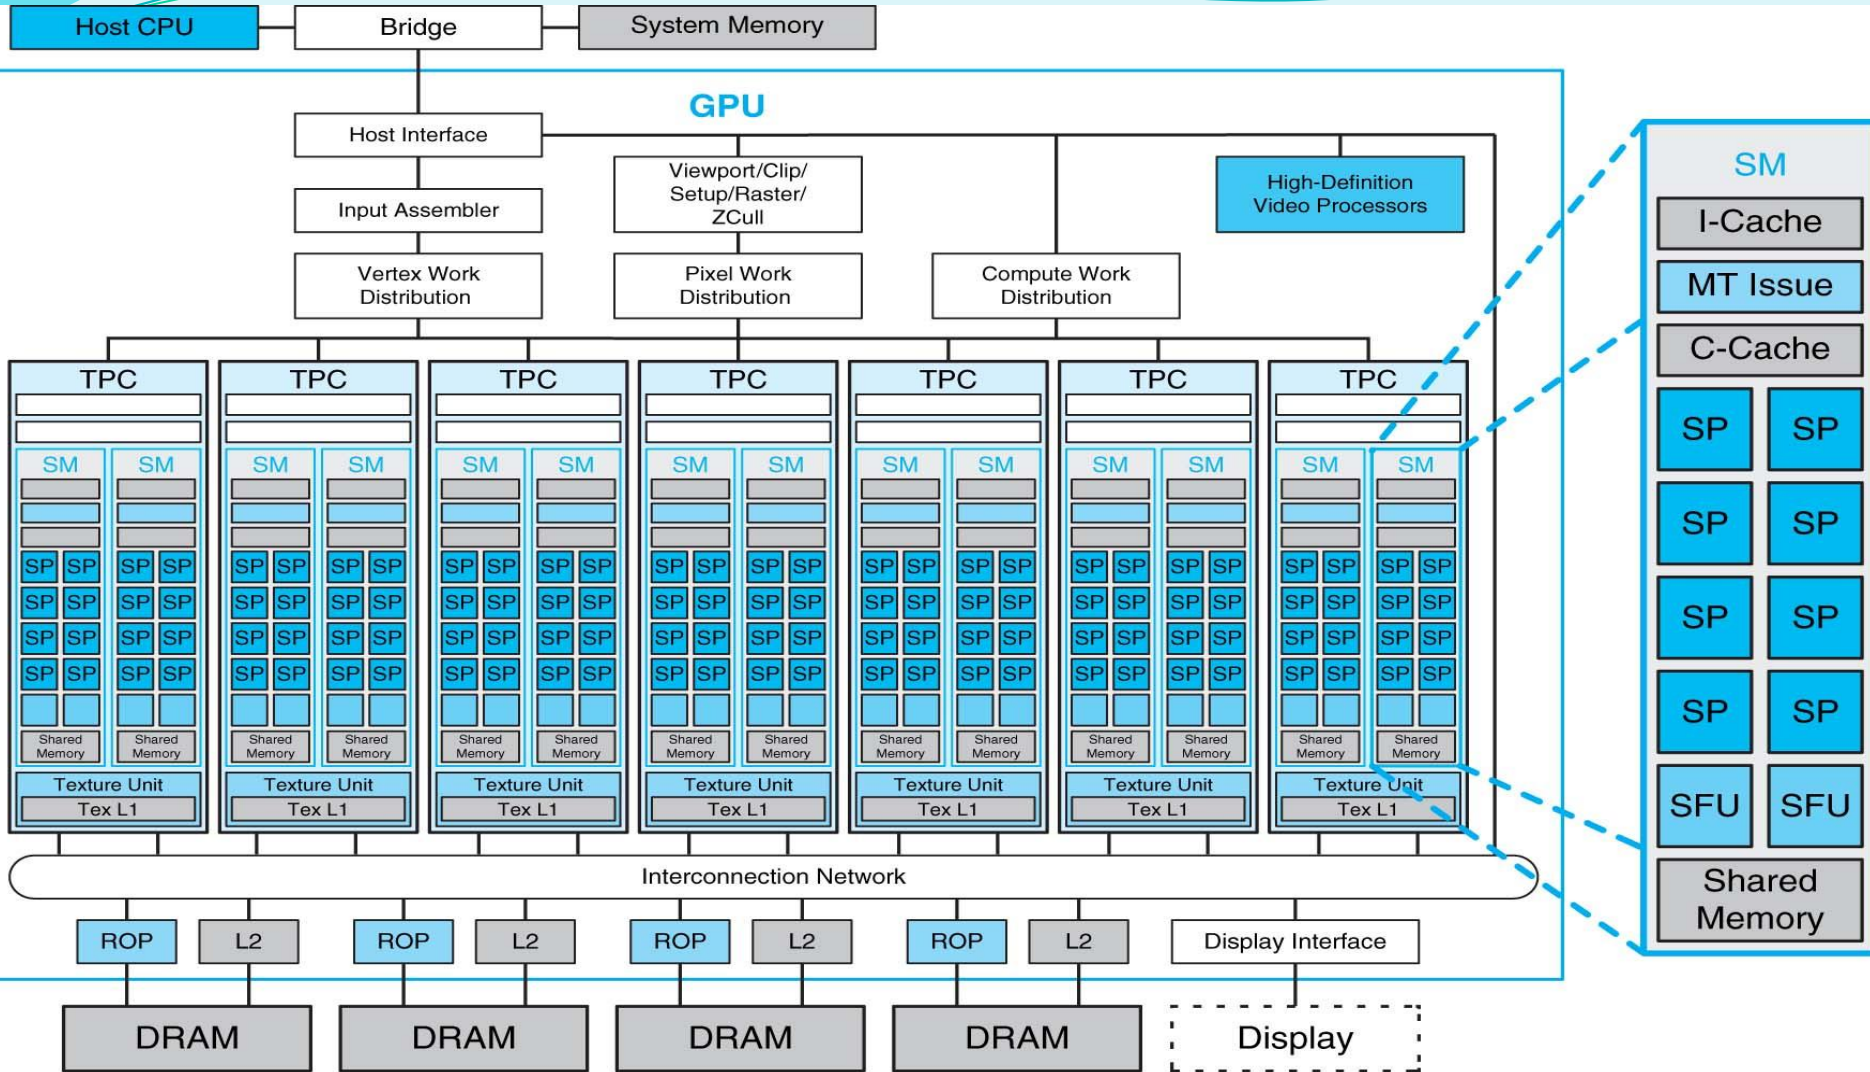 Host CPU
Bridge
System Memory
GPU
Host Interface
Viewport/Clip/
Setup/Raster/
ZCull
High-Definition
Video Processors
Input Assembler
Vertex Work
Distribution
Pixel Work
Distribution
Compute Work
Distribution
TPC TPC TPC TPC TPC TPC TPC
SM SM SM SM SM SM SM SM SM SM SM SM SM SM
SP SP SP SP SP SP SP SP SP SP SP SP SP SP SP SP SP SP SP SP SP SP SP SP SP SP SP SP
SP SP SP SP SP SP SP SP SP SP SP SP SP SP SP SP SP SP SP SP SP SP SP SP SP SP SP SP
SP SP SP SP SP SP SP SP SP SP SP SP SP SP SP SP SP SP SP SP SP SP SP SP SP SP SP SP
SP SP SP SP SP SP SP SP SP SP SP SP SP SP SP SP SP SP SP SP SP SP SP SP SP SP SP SP
Shared Shared Shared Shared Shared Shared Shared Shared Shared Shared Shared Shared Shared Shared
Memory Memory Memory Memory Memory Memory Memory Memory Memory Memory Memory Memory Memory Memory
Texture Unit Texture Unit Texture Unit Texture Unit Texture Unit Texture Unit Texture Unit
Tex L1 Tex L1 Tex L1 Tex L1 Tex L1 Tex L1 Tex L1
Interconnection Network
ROP L2 ROP L2 ROP L2 ROP L2 Display Interface
DRAM DRAM DRAM DRAM Display
SM
I-Cache
MT Issue
C-Cache
SP SP
SP SP
SP SP
SP SP
SFU SFU
Shared
Memory